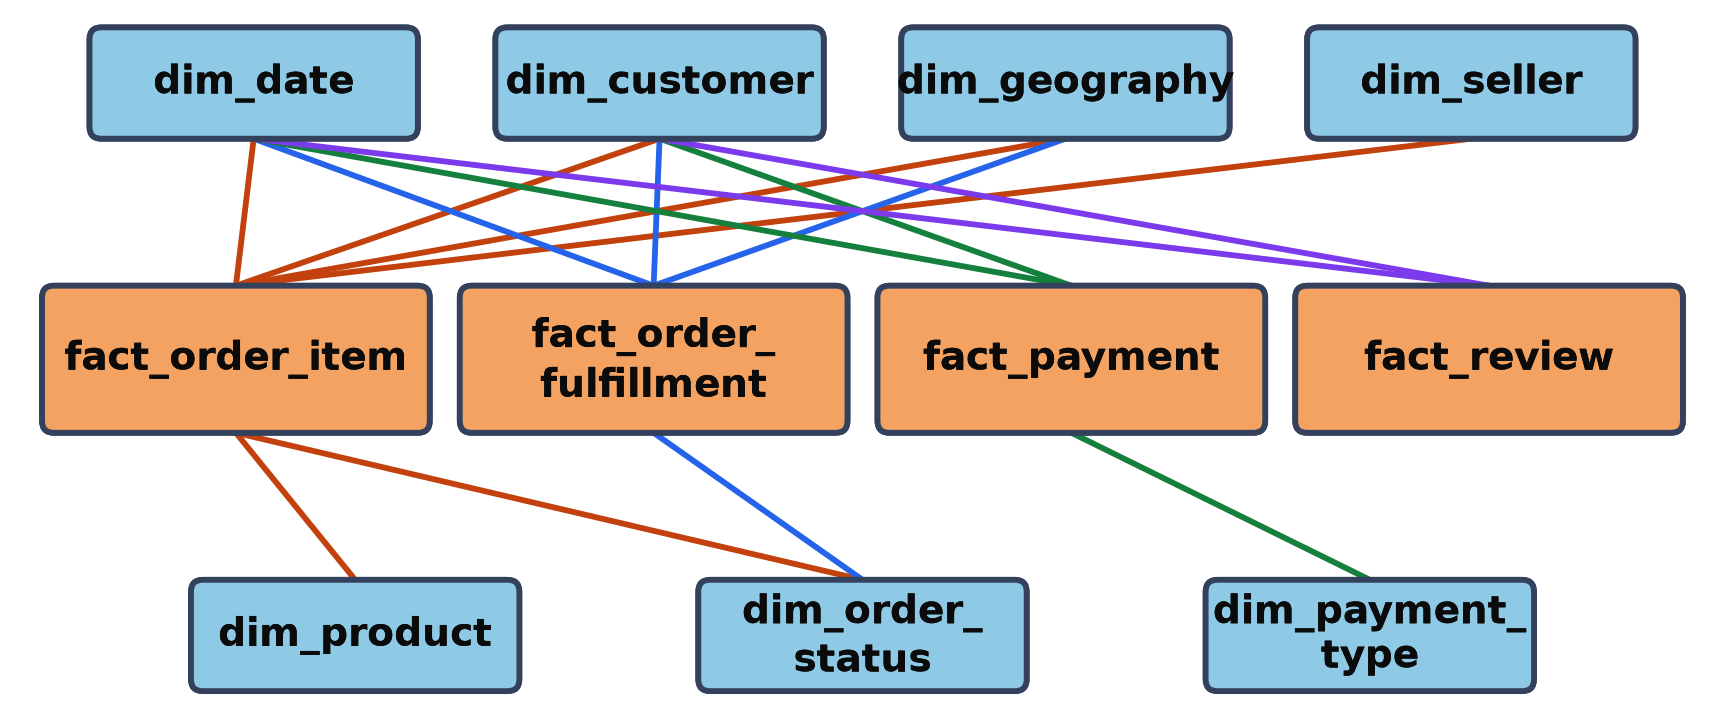 dim_date
dim_customer
dim_geography
dim_seller
fact_order_item
fact_order_
fulfillment
fact_payment
fact_review
dim_product
dim_order_
status
dim_payment_
type